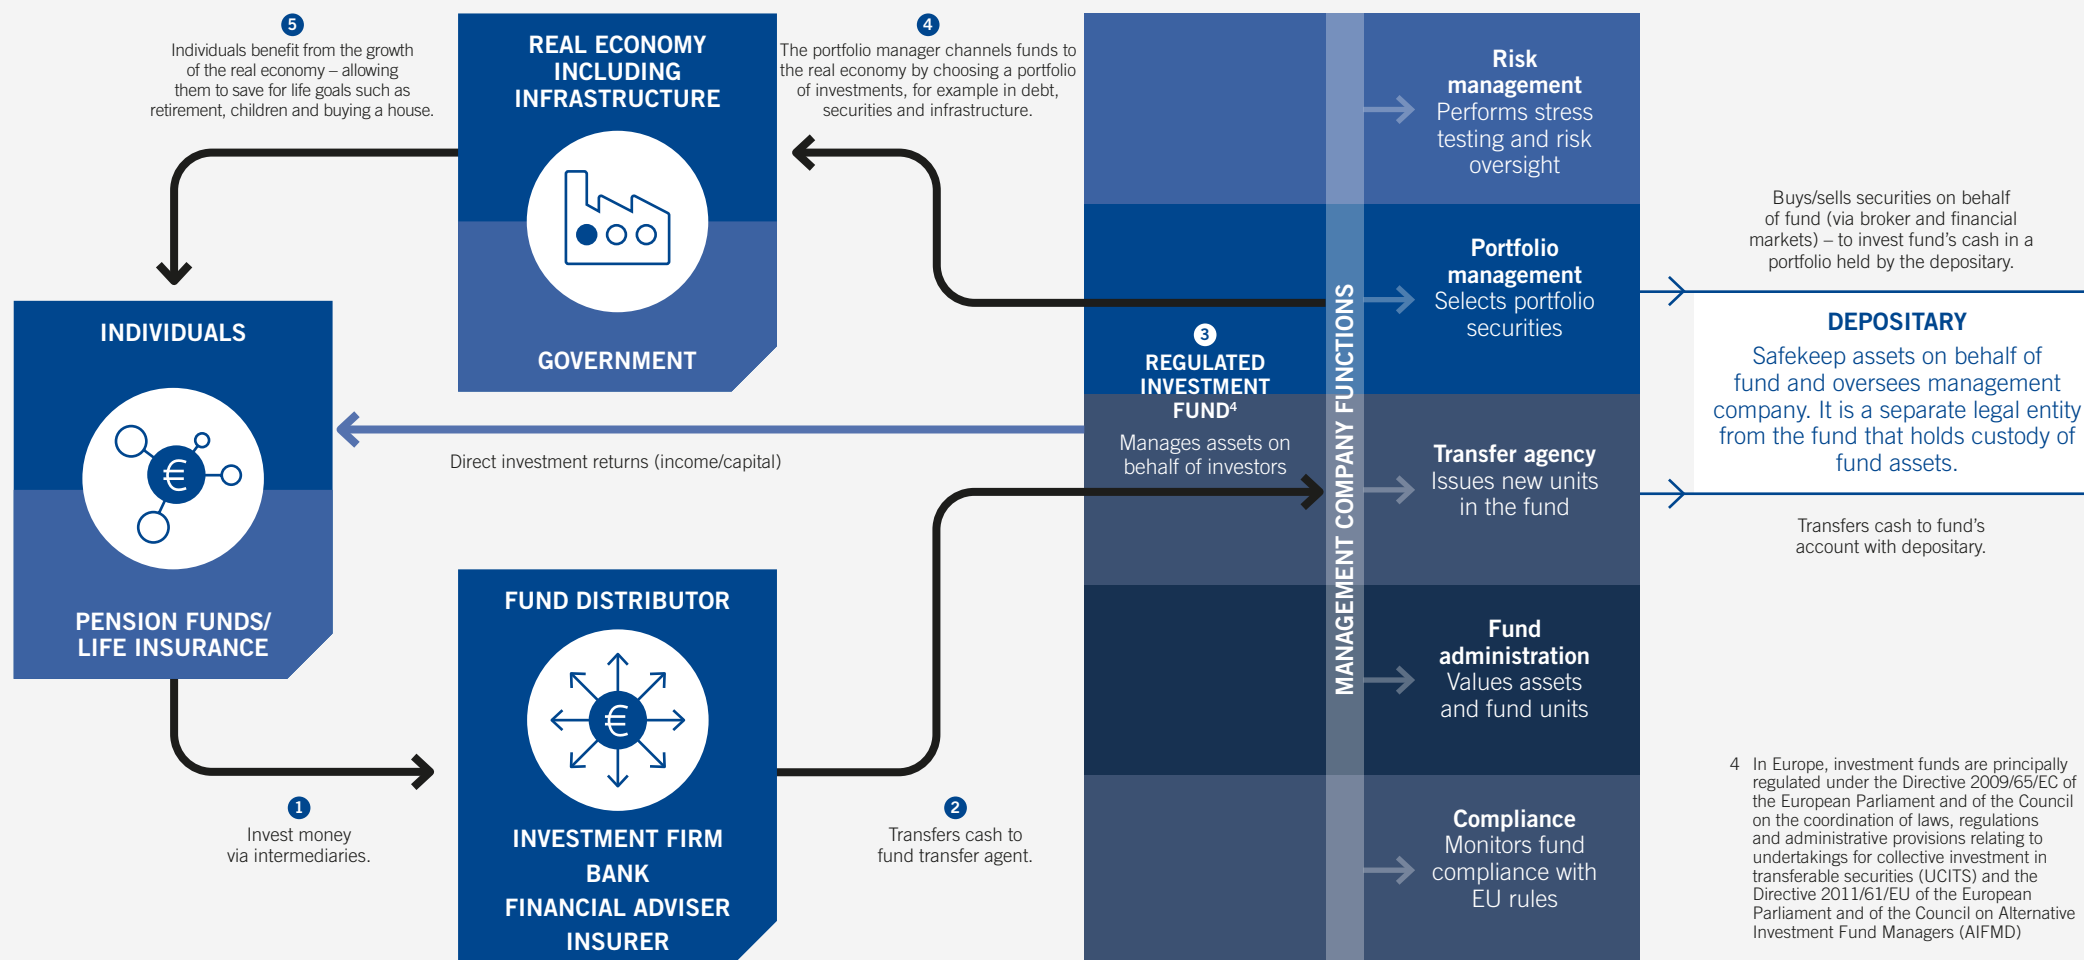 5
Individuals benefit from the growth
of the real economy – allowing
them to save for life goals such as
retirement, children and buying a house.
REAL ECONOMY
INCLUDING
INFRASTRUCTURE
GOVERNMENT
4
The portfolio manager channels funds to
the real economy by choosing a portfolio
of investments, for example in debt,
securities and infrastructure.
INDIVIDUALS
€
PENSION FUNDS/
LIFE INSURANCE
Direct investment returns (income/capital)
1
Invest money
via intermediaries.
FUND DISTRIBUTOR
€
INVESTMENT FIRM
BANK
FINANCIAL ADVISER
INSURER
2
Transfers cash to
fund transfer agent.
3
REGULATED
INVESTMENT
FUND4
Manages assets on
behalf of investors
MANAGEMENT COMPANY FUNCTIONS
Risk
management
Performs stress
testing and risk
oversight
Portfolio
management
Selects portfolio
securities
Transfer agency
Issues new units
in the fund
Fund
administration
Values assets
and fund units
Compliance
Monitors fund
compliance with
EU rules
Buys/sells securities on behalf
of fund (via broker and financial
markets) – to invest fund's cash in a
portfolio held by the depositary.
DEPOSITARY
Safekeep assets on behalf of
fund and oversees management
company. It is a separate legal entity
from the fund that holds custody of
fund assets.
Transfers cash to fund's
account with depositary.
4 In Europe, investment funds are principally
regulated under the Directive 2009/65/EC of
the European Parliament and of the Council
on the coordination of laws, regulations
and administrative provisions relating to
undertakings for collective investment in
transferable securities (UCITS) and the
Directive 2011/61/EU of the European
Parliament and of the Council on Alternative
Investment Fund Managers (AIFMD)